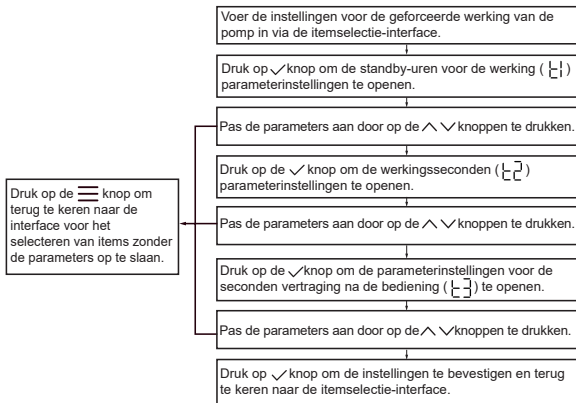 Voer de instellingen voor de geforceerde werking van de
pomp in via de itemselectie-interface.
Druk op ✓ knop om de standby-uren voor de werking ( t1 )
parameterinstellingen te openen.
Pas de parameters aan door op de ∧ ∨ knoppen te drukken.
Druk op de ✓ knop om de werkingsseconden ( t2 )
parameterinstellingen te openen.
Pas de parameters aan door op de ∧ ∨ knoppen te drukken.
Druk op de ✓ knop om de parameterinstellingen voor de
seconden vertraging na de bediening ( t3 ) te openen.
Pas de parameters aan door op de ∧ ∨ knoppen te drukken.
Druk op ✓ knop om de instellingen te bevestigen en terug
te keren naar de itemselectie-interface.
Druk op de ☰ knop om
terug te keren naar de
interface voor het
selecteren van items zonder
de parameters op te slaan.